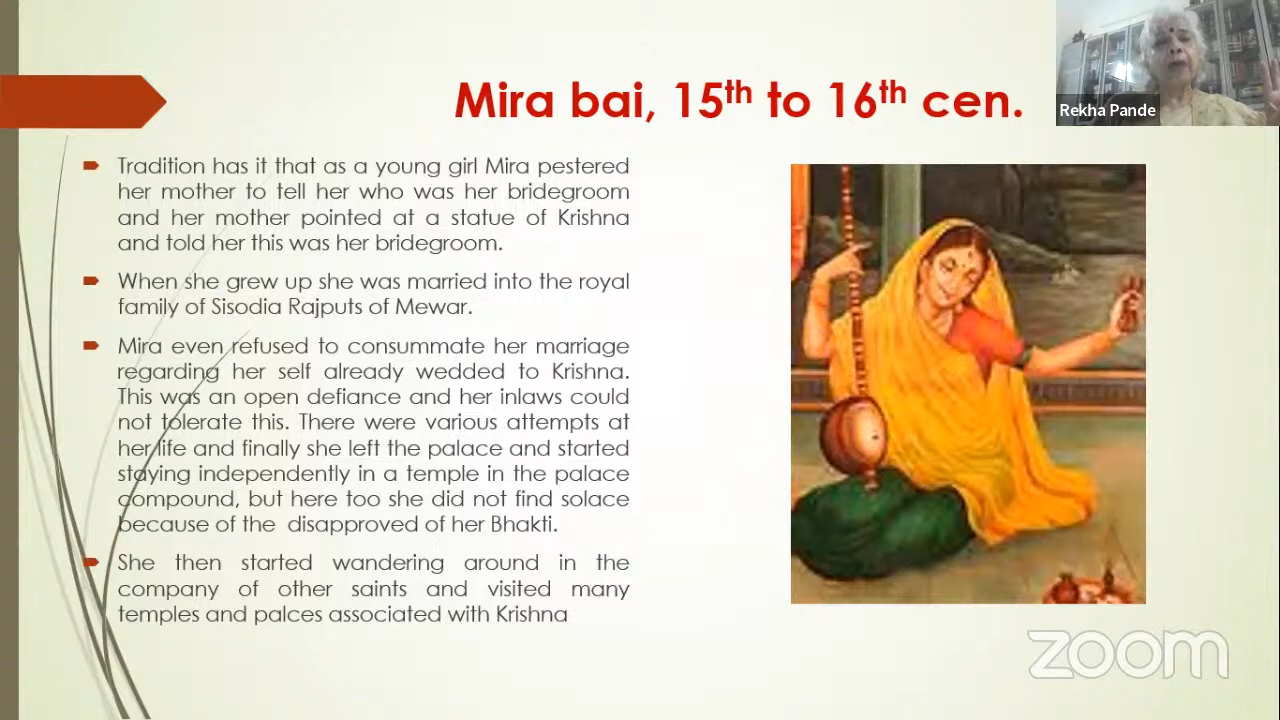 Mira bai, 15th to 16th cen.
Rekha Pande
Tradition has it that as a young girl Mira pestered
her mother to tell her who was her bridegroom
and her mother pointed at a statue of Krishna
and told her this was her bridegroom.
When she grew up she was married into the royal
family of Sisodia Rajputs of Mewar.
Mira even refused to consummate her marriage
regarding her self already wedded to Krishna.
This was an open defiance and her inlaws could
not tolerate this. There were various attempts at
her life and finally she left the palace and started
staying independently in a temple in the palace
compound, but here too she did not find solace
because of the disapproved of her Bhakti.
She then started wandering around in the
company of other saints and visited many
temples and palces associated with Krishna
zoom